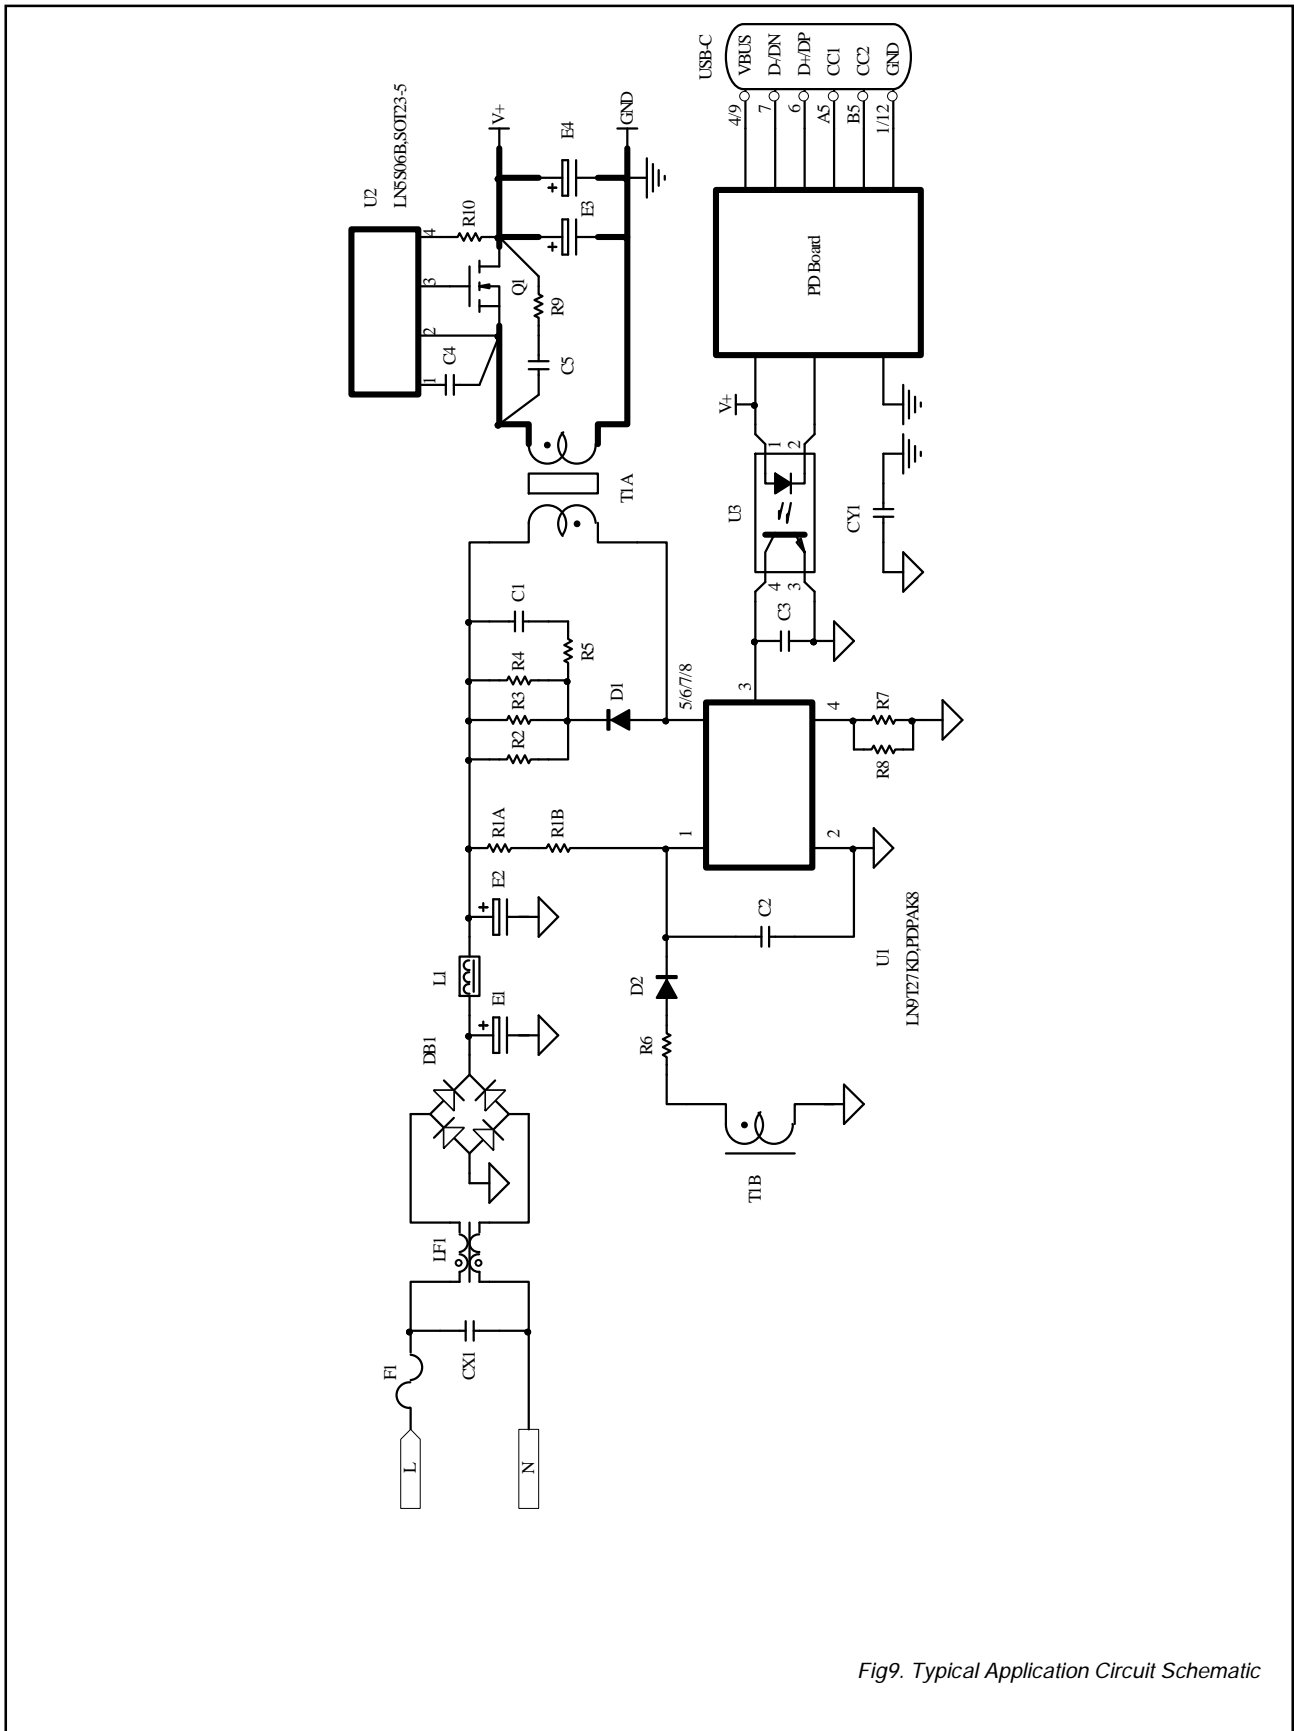 L
N
F1
CX1
LF1
DB1
E1
L1
E2
R1A
R1B
R2
R3
R4
C1
R5
D1
5/6/7/8
T1A
U2
LN5S06B,SOT23-5
1
2
3
4
C4
Q1
R10
R9
C5
V+
E3
E4
GND
+
+
+
+
T1B
R6
D2
C2
U1
LN9T27KD,PDPAK8
1
2
3
4
R7
R8
C3
U3
4
3
1
2
CY1
V+
PD Board
USB-C
4/9
VBUS
7
D-/DN
6
D+/DP
A5
CC1
B5
CC2
1/12
GND
Fig9. Typical Application Circuit Schematic